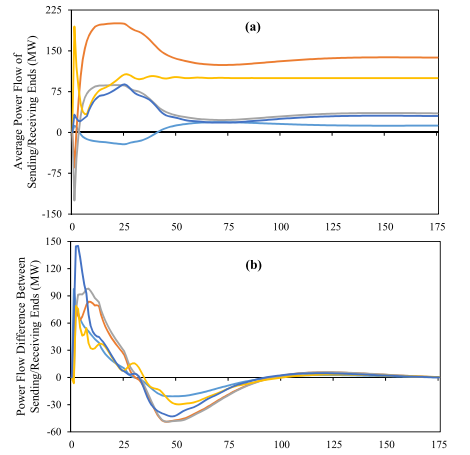 225
(a)
150
75
0
-75
-150
Average Power Flow of
Sending/Receiving Ends (MW)
0 25 50 75 100 125 150 175
150
(b)
120
90
60
30
0
-30
-60
Power Flow Difference Between
Sending/Receiving Ends (MW)
0 25 50 75 100 125 150 175